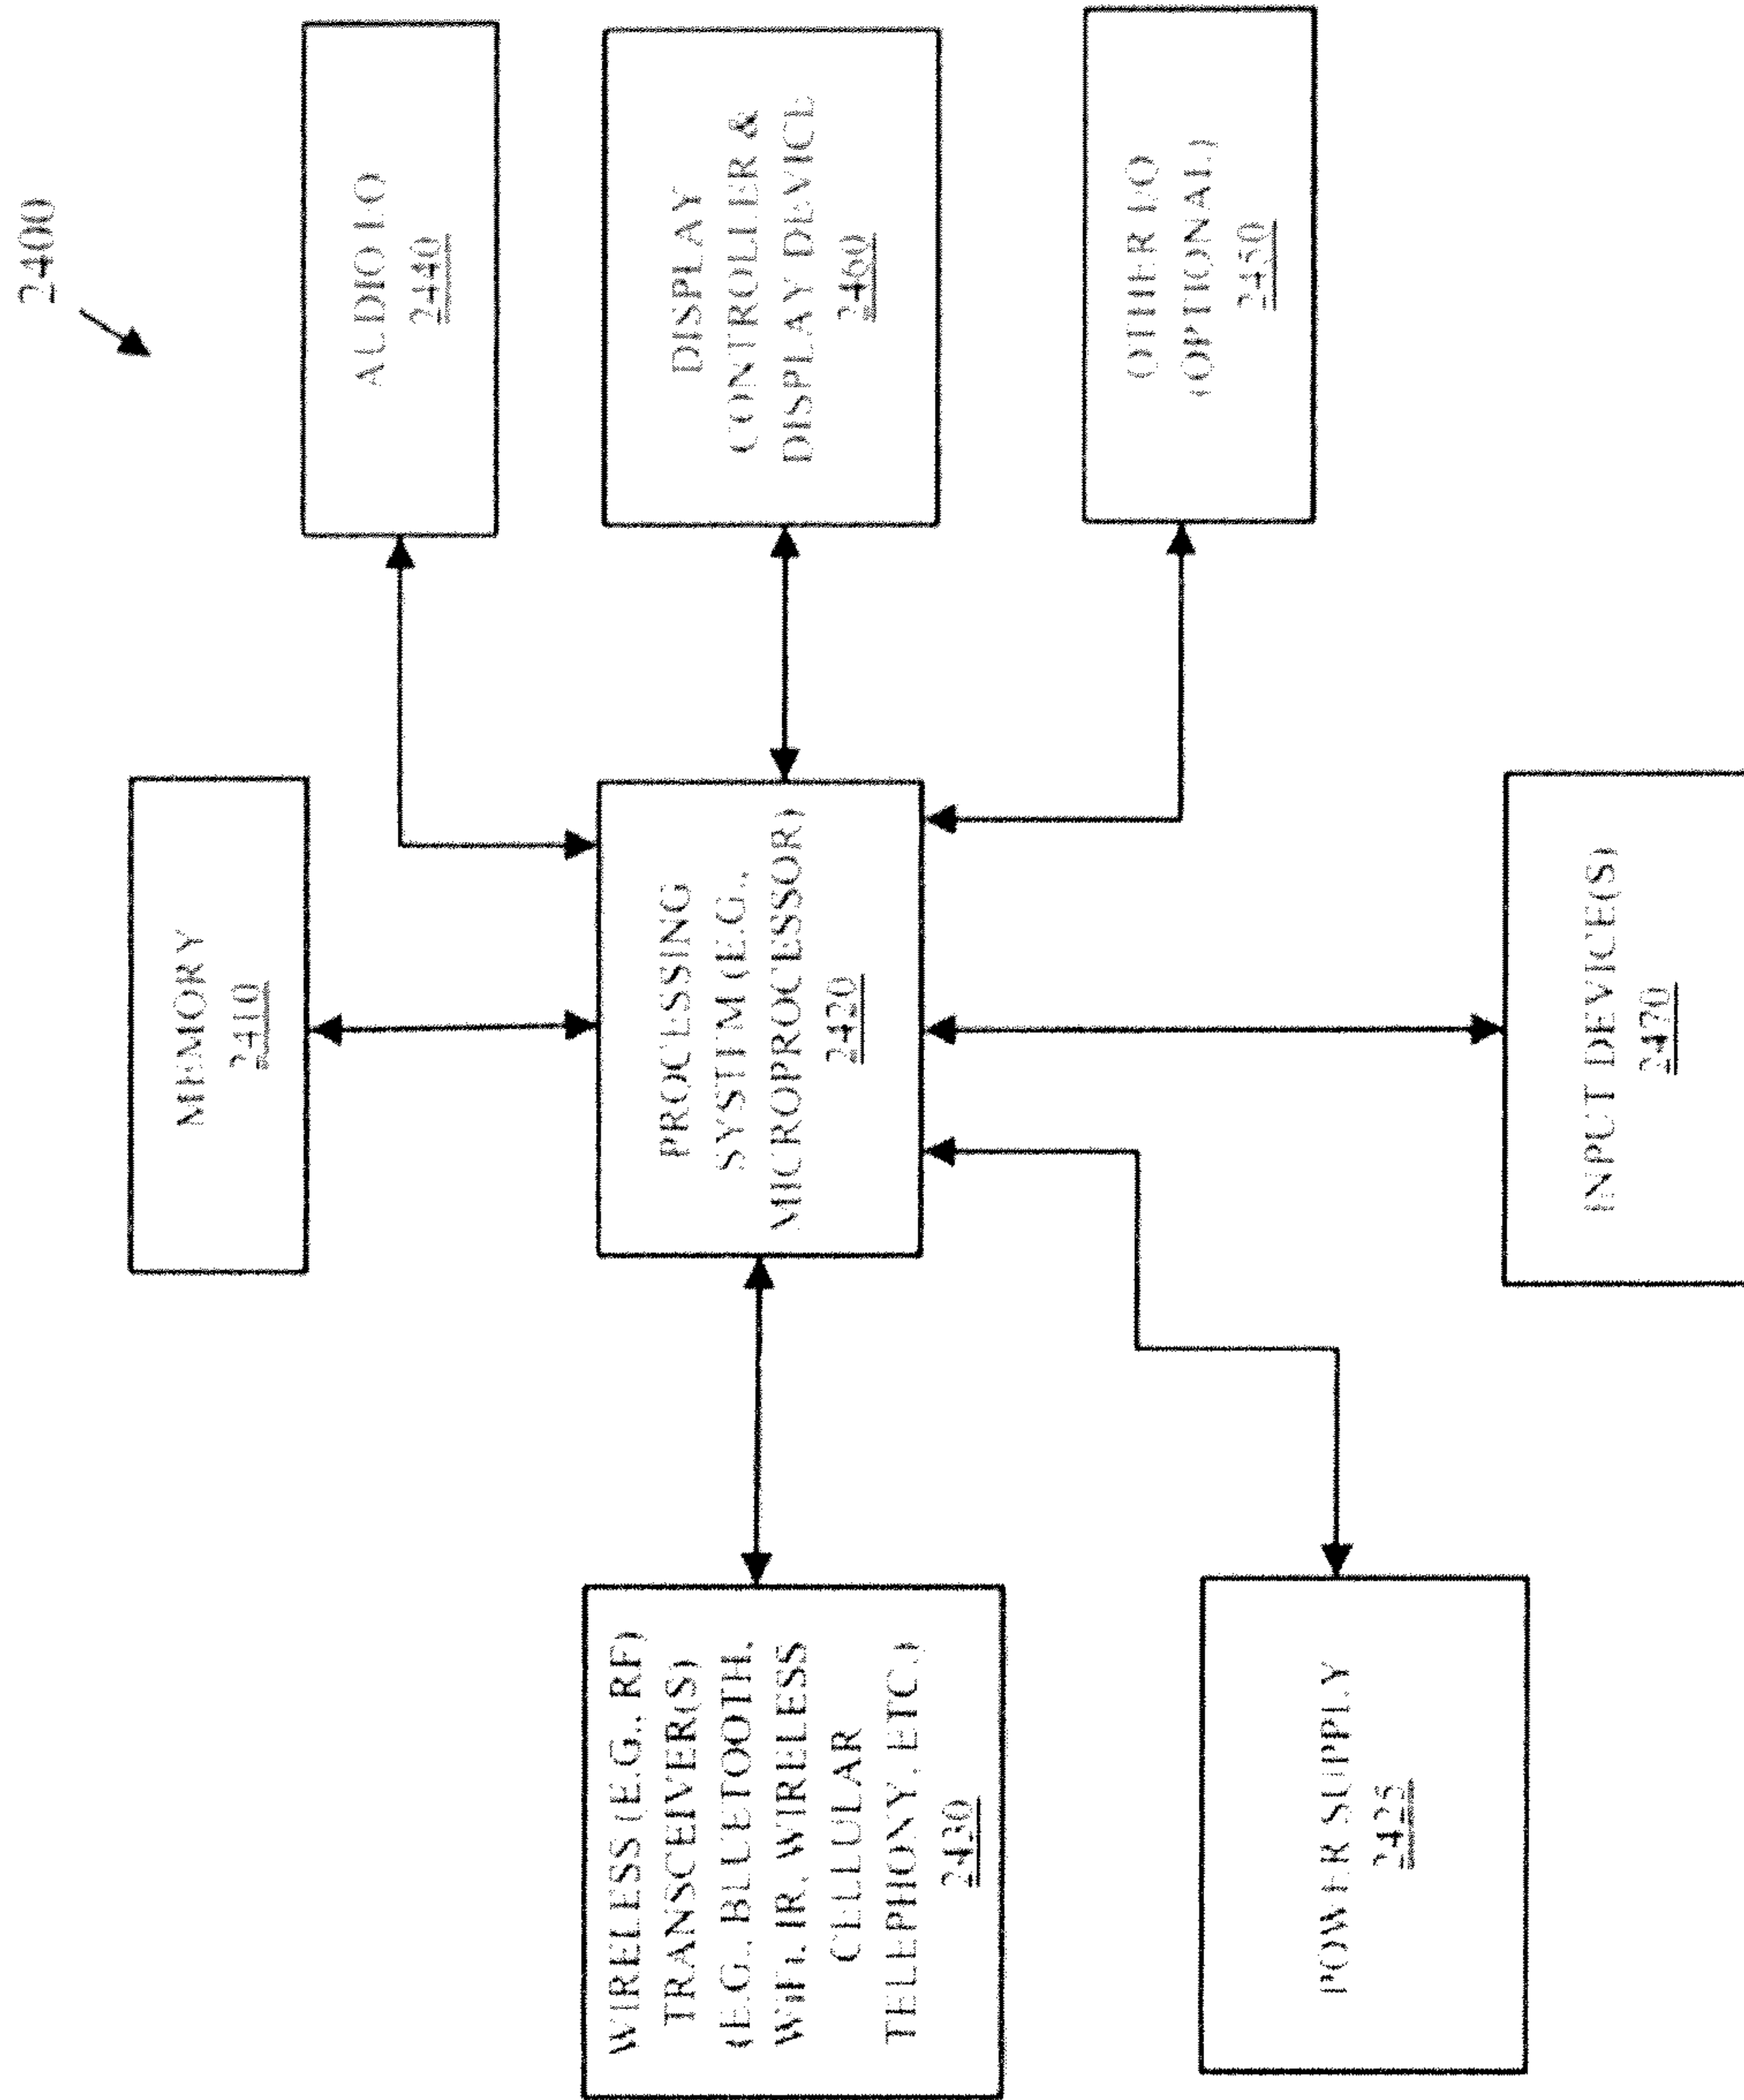 2400
MEMORY
2410
AUDIO I/O
2440
WIRELESS (E.G., RF)
TRANSCEIVER(S)
(E.G., BLUETOOTH,
WiFi, IR, WIRELESS
CELLULAR
TELEPHONY, ETC.)
2430
PROCESSING
SYSTEM (E.G.,
MICROPROCESSOR)
2420
DISPLAY
CONTROLLER &
DISPLAY DEVICE
2460
OTHER I/O
(OPTIONAL)
2450
POWER SUPPLY
2425
INPUT DEVICE(S)
2470